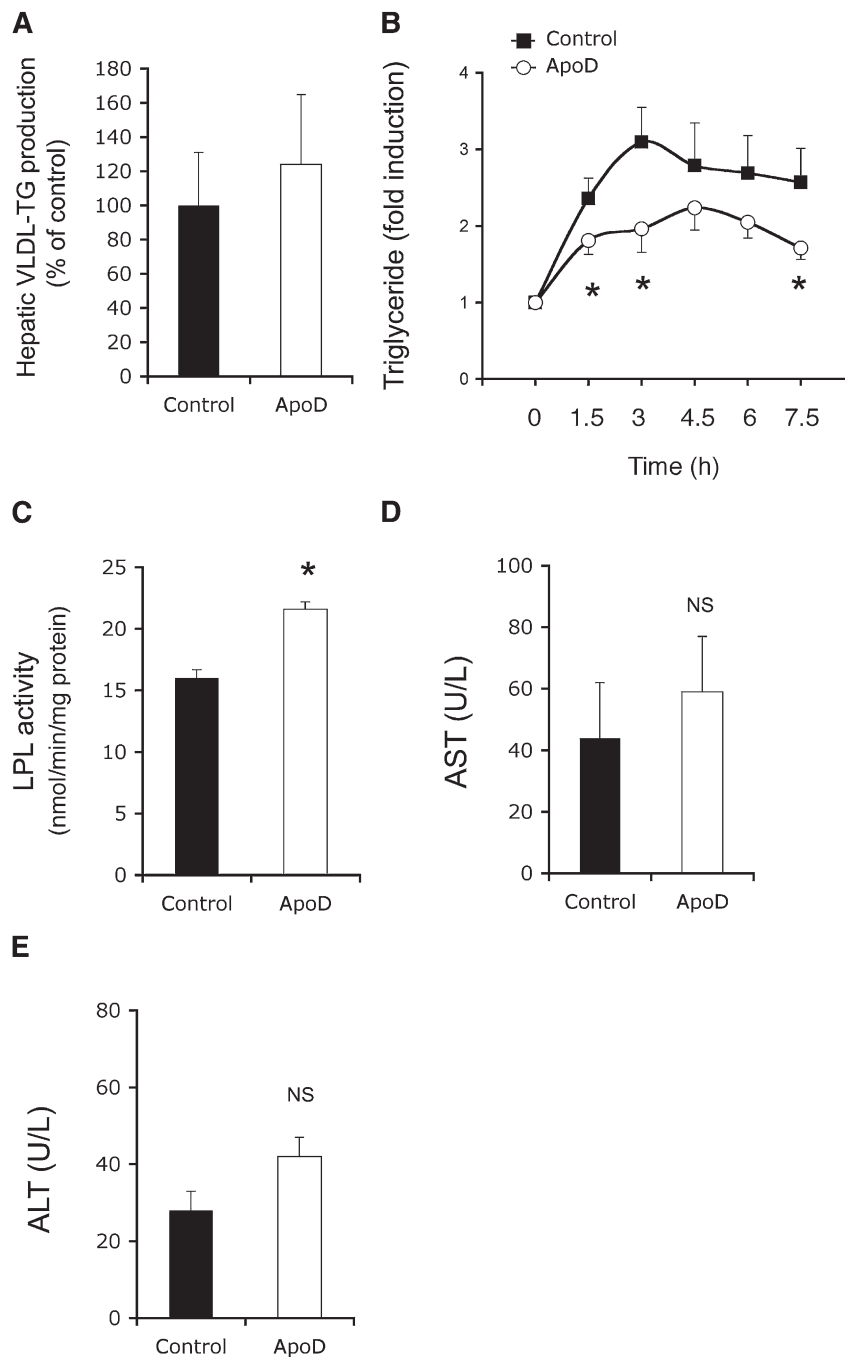 A
Hepatic VLDL-TG production
(% of control)
180
160
140
120
100
80
60
40
20
0
Control
ApoD
B
Control
ApoD
Triglyceride (fold induction)
4
3
2
1
0
*
*
*
0 1.5 3 4.5 6 7.5
Time (h)
C
LPL activity
(nmol/min/mg protein)
25
20
15
10
5
0
*
Control
ApoD
D
AST (U/L)
100
80
60
40
20
0
NS
Control
ApoD
E
ALT (U/L)
80
60
40
20
0
NS
Control
ApoD